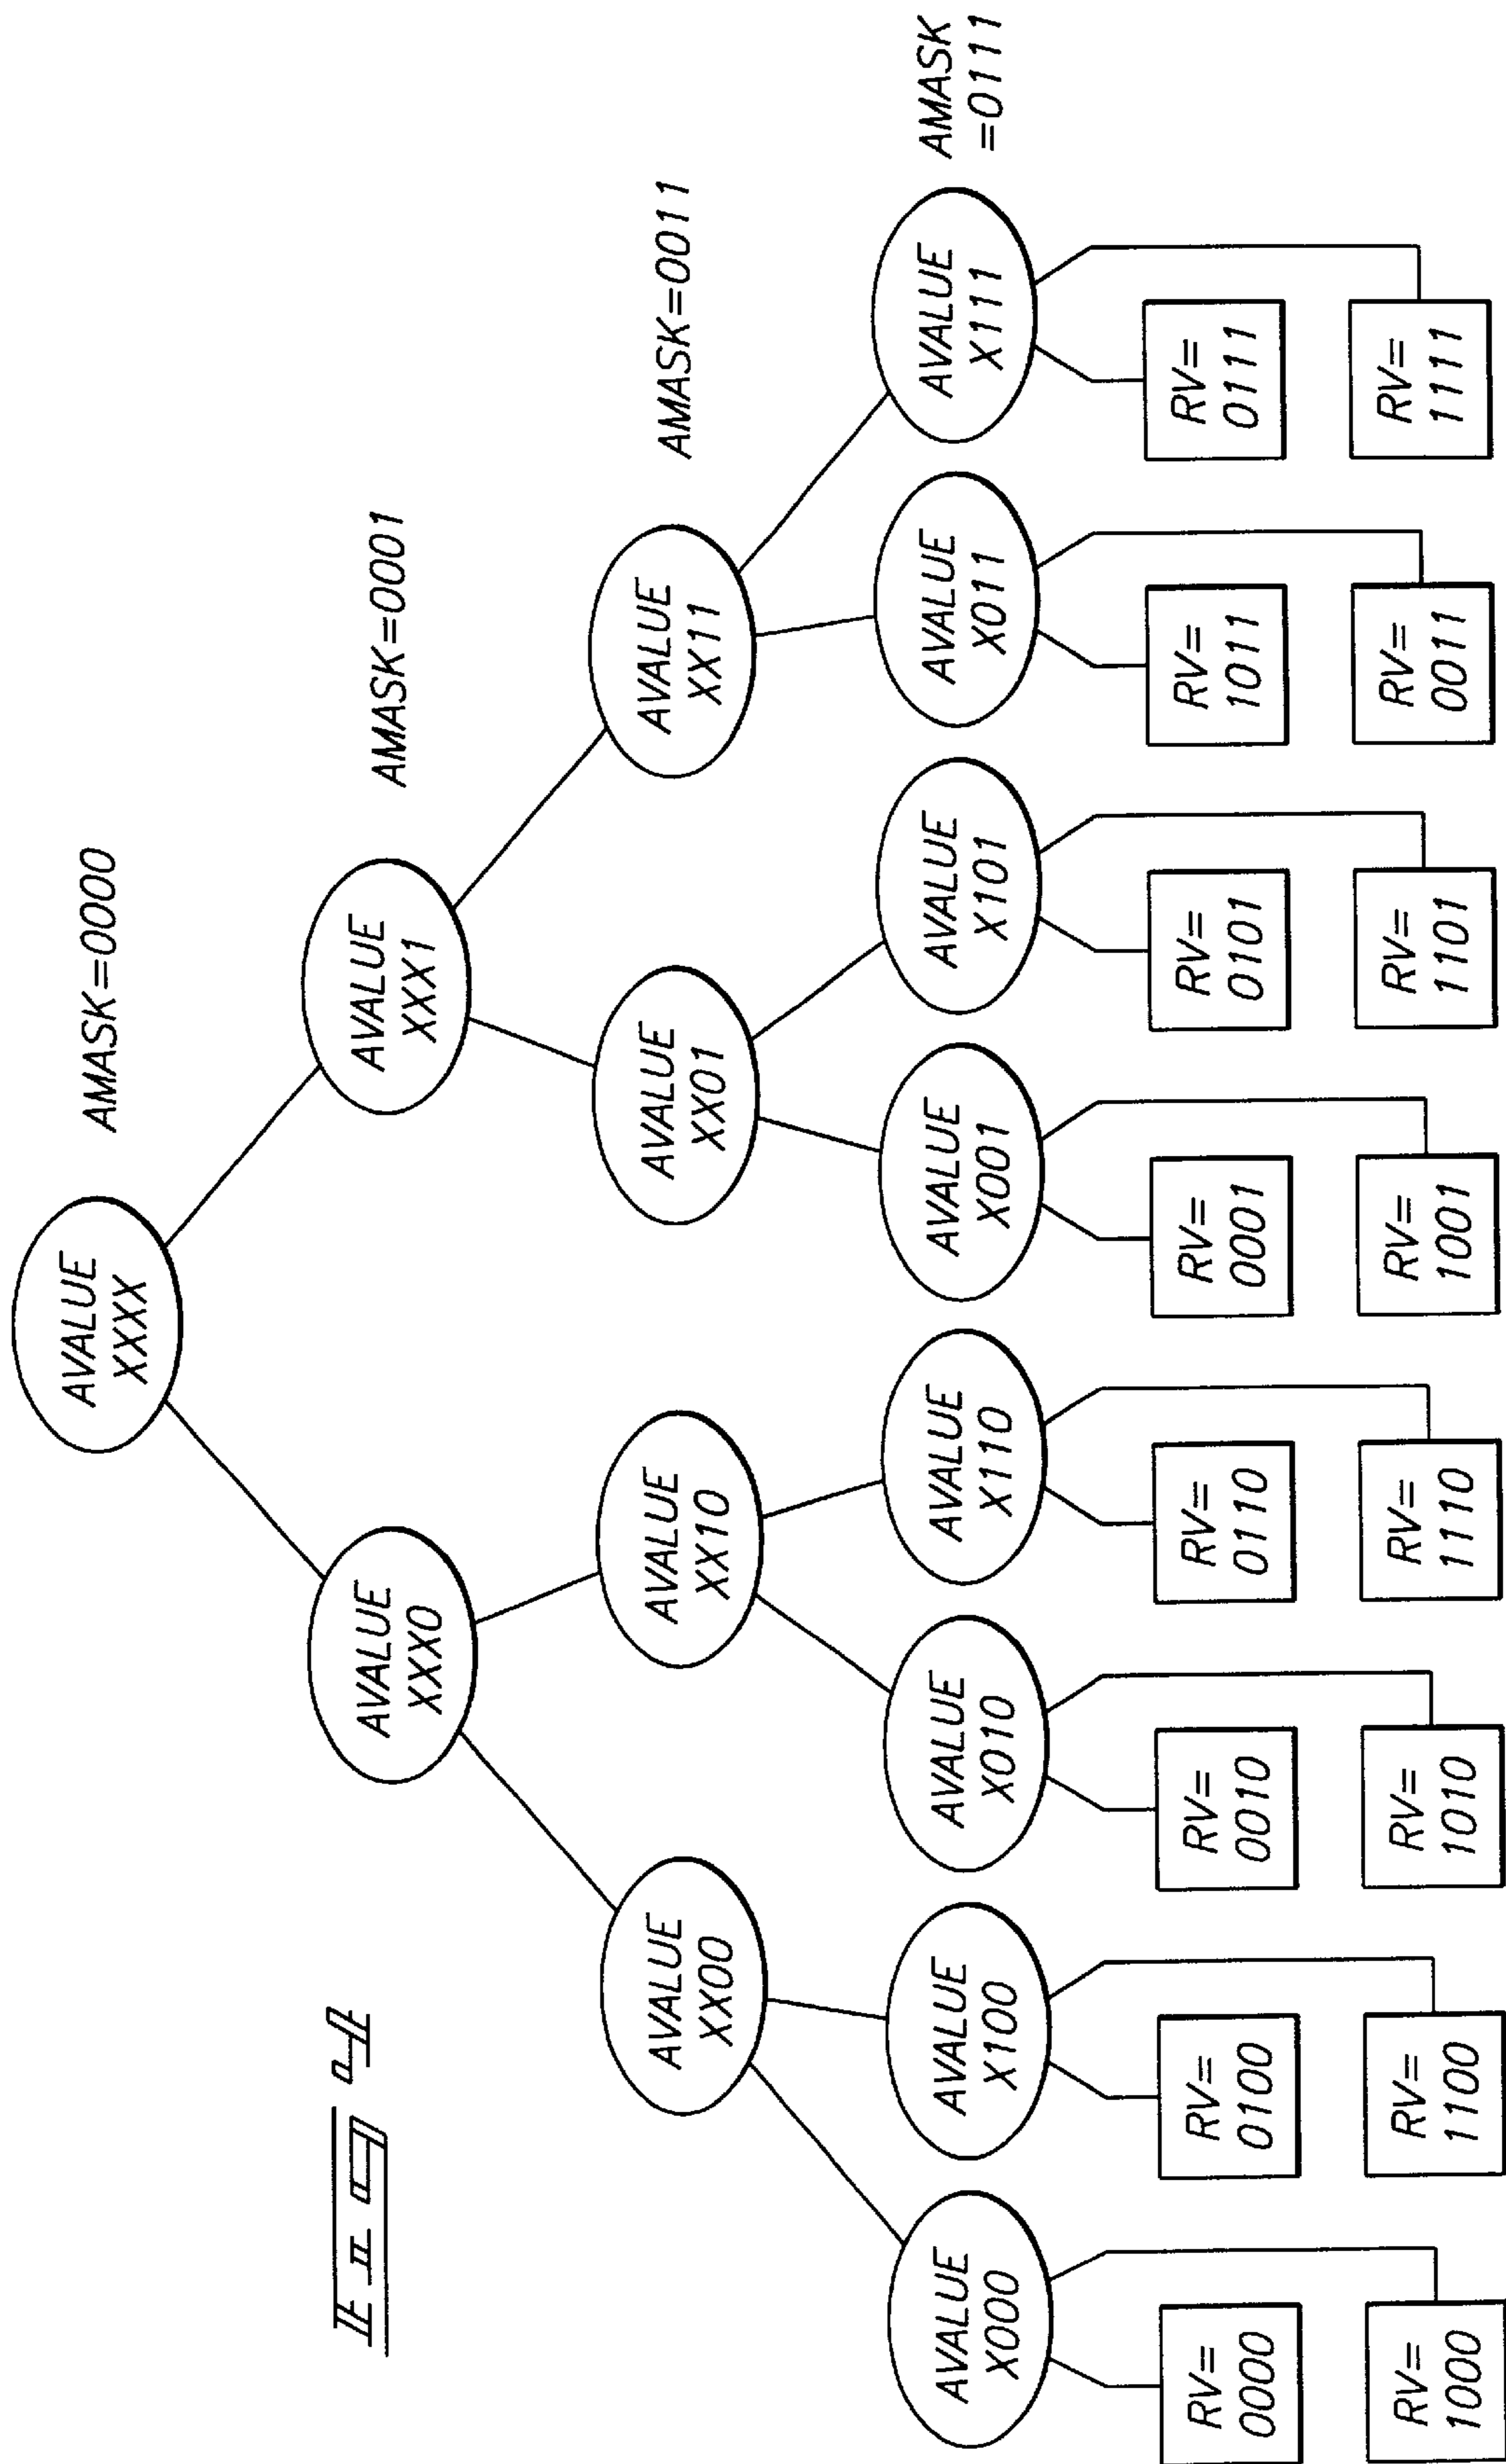 AMASK=0000
AVALUE
XXXX
AMASK=0001
AVALUE
XXX0
AVALUE
XXX1
AMASK=0011
AVALUE
XX00
AVALUE
XX10
AVALUE
XX01
AVALUE
XX11
AMASK
=0111
AVALUE
X000
AVALUE
X100
AVALUE
X010
AVALUE
X110
AVALUE
X001
AVALUE
X101
AVALUE
X011
AVALUE
X111
RV=
0000
RV=
0100
RV=
0010
RV=
0110
RV=
0001
RV=
0101
RV=
1011
RV=
0111
RV=
1000
RV=
1100
RV=
1010
RV=
1110
RV=
1001
RV=
1101
RV=
0011
RV=
1111
FIG 4